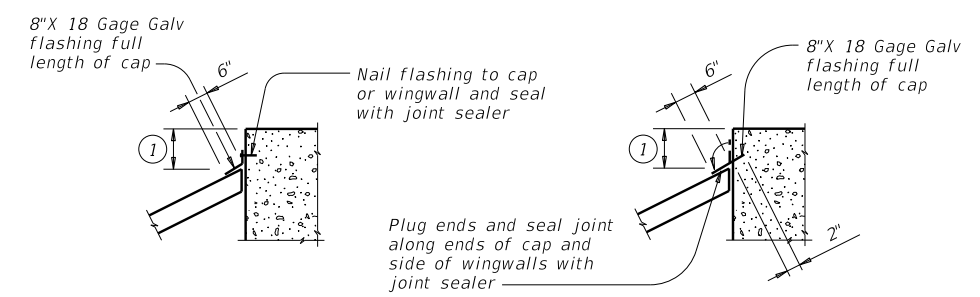 8"X 18 Gage Galv
flashing full
length of cap
6"
Nail flashing to cap
or wingwall and seal
with joint sealer
1
6"
8"X 18 Gage Galv
flashing full
length of cap
1
Plug ends and seal joint
along ends of cap and
side of wingwalls with
joint sealer
2"